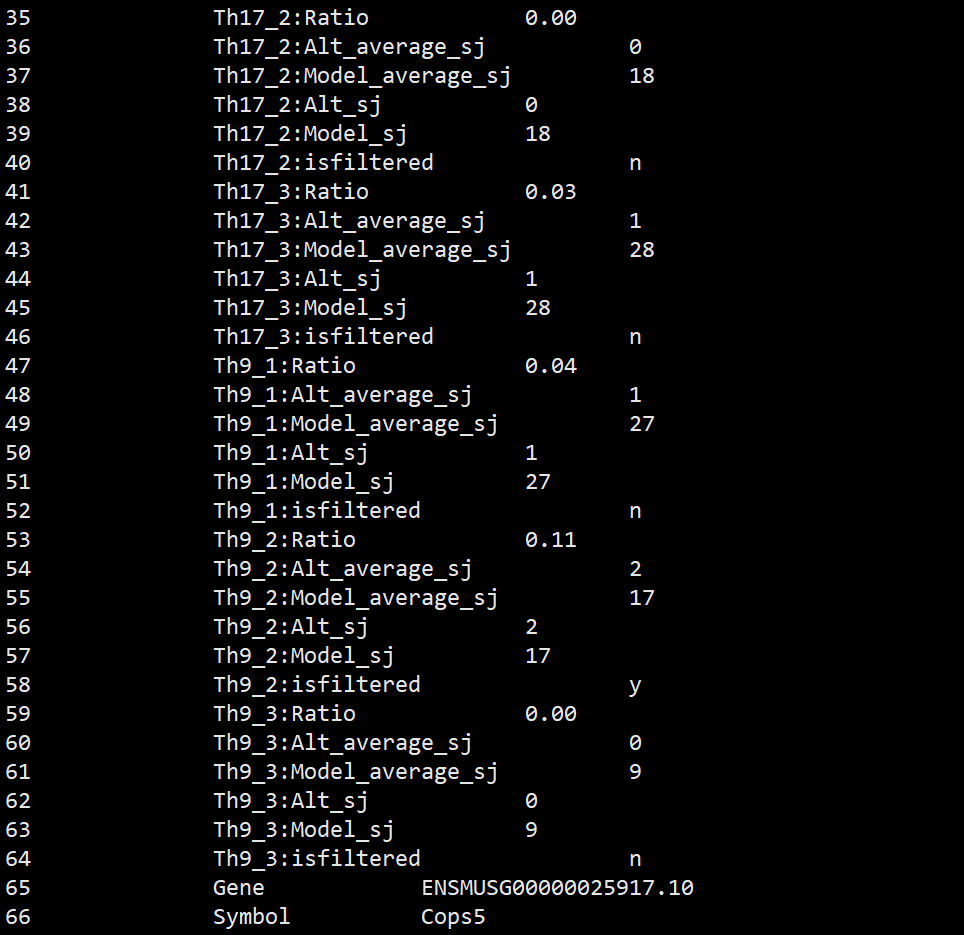 35 Th17_2:Ratio 0.00
36 Th17_2:Alt_average_sj 0
37 Th17_2:Model_average_sj 18
38 Th17_2:Alt_sj 0
39 Th17_2:Model_sj 18
40 Th17_2:isfiltered n
41 Th17_3:Ratio 0.03
42 Th17_3:Alt_average_sj 1
43 Th17_3:Model_average_sj 28
44 Th17_3:Alt_sj 1
45 Th17_3:Model_sj 28
46 Th17_3:isfiltered n
47 Th9_1:Ratio 0.04
48 Th9_1:Alt_average_sj 1
49 Th9_1:Model_average_sj 27
50 Th9_1:Alt_sj 1
51 Th9_1:Model_sj 27
52 Th9_1:isfiltered n
53 Th9_2:Ratio 0.11
54 Th9_2:Alt_average_sj 2
55 Th9_2:Model_average_sj 17
56 Th9_2:Alt_sj 2
57 Th9_2:Model_sj 17
58 Th9_2:isfiltered y
59 Th9_3:Ratio 0.00
60 Th9_3:Alt_average_sj 0
61 Th9_3:Model_average_sj 9
62 Th9_3:Alt_sj 0
63 Th9_3:Model_sj 9
64 Th9_3:isfiltered n
65 Gene ENSMUSG00000025917.10
66 Symbol Cops5